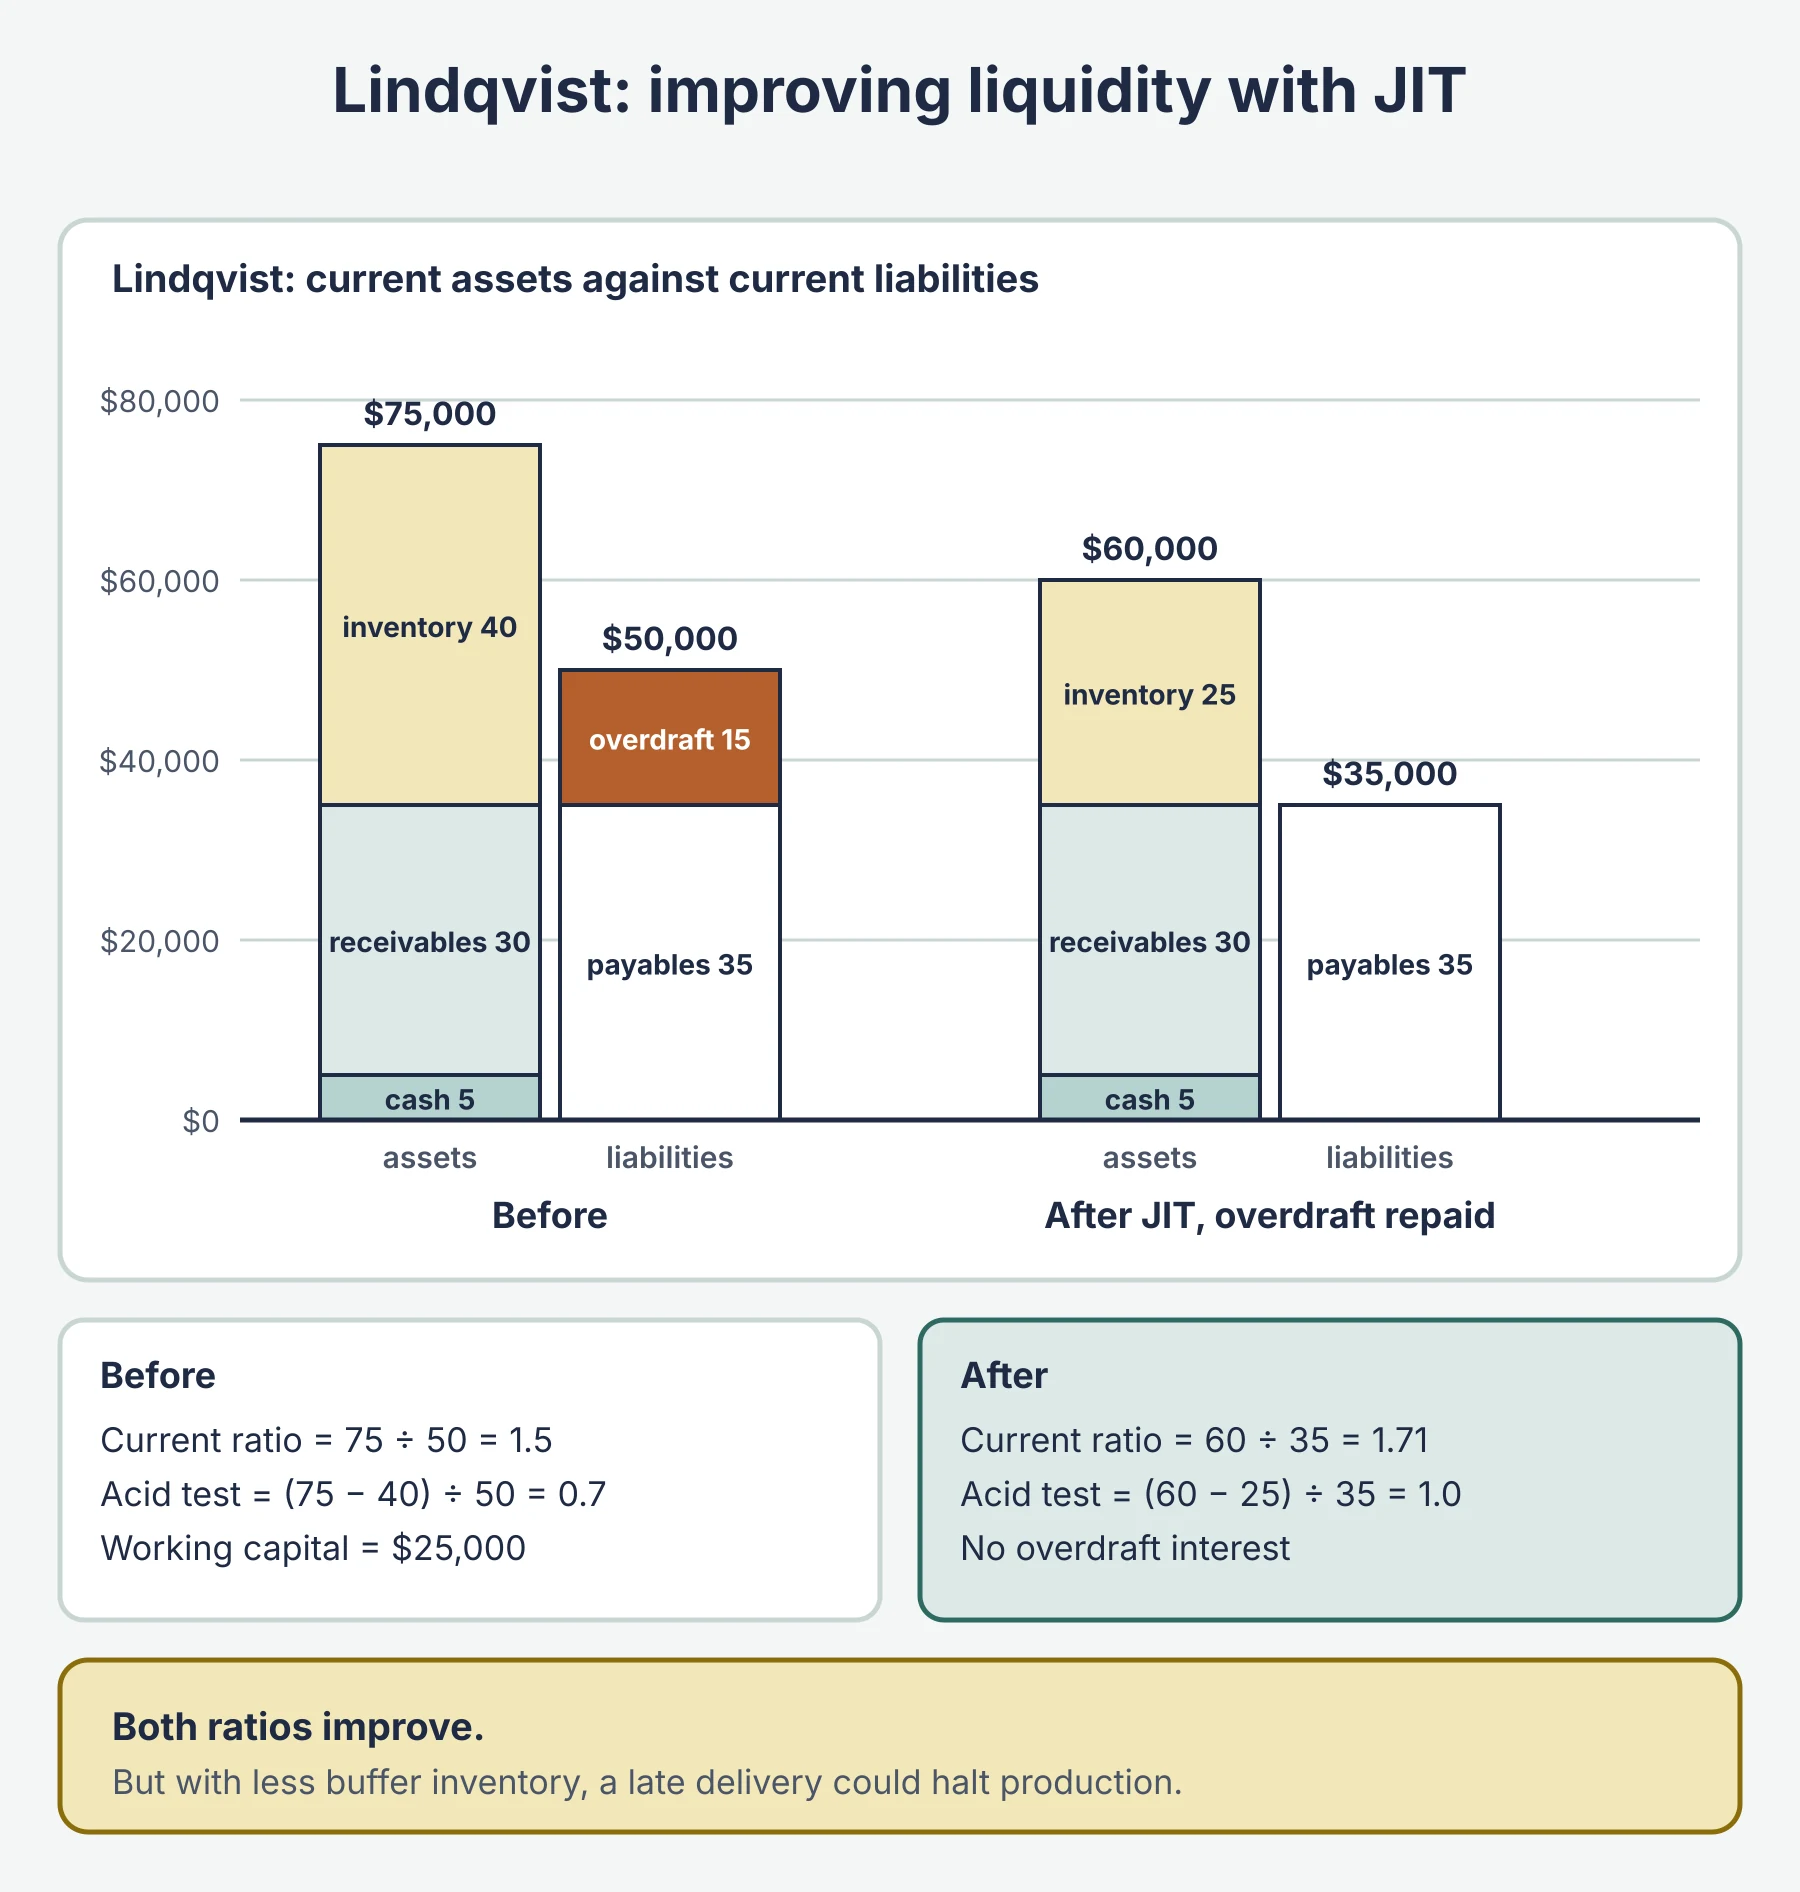 Lindqvist: improving liquidity with JIT
Lindqvist: current assets against current liabilities
$80,000
$60,000
$40,000
$20,000
$0
$75,000
inventory 40
receivables 30
cash 5
$50,000
overdraft 15
payables 35
$60,000
inventory 25
receivables 30
cash 5
$35,000
payables 35
assets
liabilities
assets
liabilities
Before
After JIT, overdraft repaid
Before
Current ratio = 75 ÷ 50 = 1.5
Acid test = (75 − 40) ÷ 50 = 0.7
Working capital = $25,000
After
Current ratio = 60 ÷ 35 = 1.71
Acid test = (60 − 25) ÷ 35 = 1.0
No overdraft interest
Both ratios improve.
But with less buffer inventory, a late delivery could halt production.